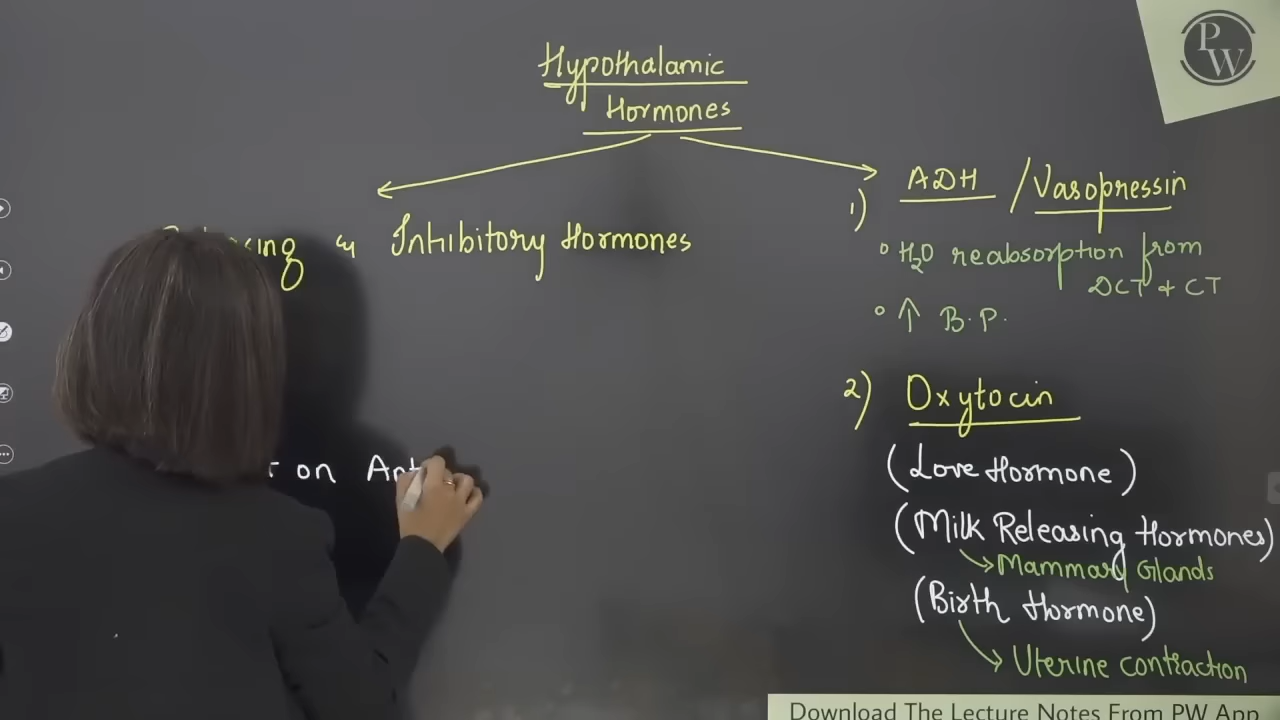 PW
Hypothalamic
Hormones
Inhibitory Hormones
1) ADH / Vasopressin
° H₂O reabsorption from
DCT & CT
° ↑ B.P.
2) Oxytocin
on
(Love Hormone)
(Milk Releasing Hormones)
Mammary Glands
(Birth Hormone)
Uterine contraction
Download The Lecture Notes From PW App